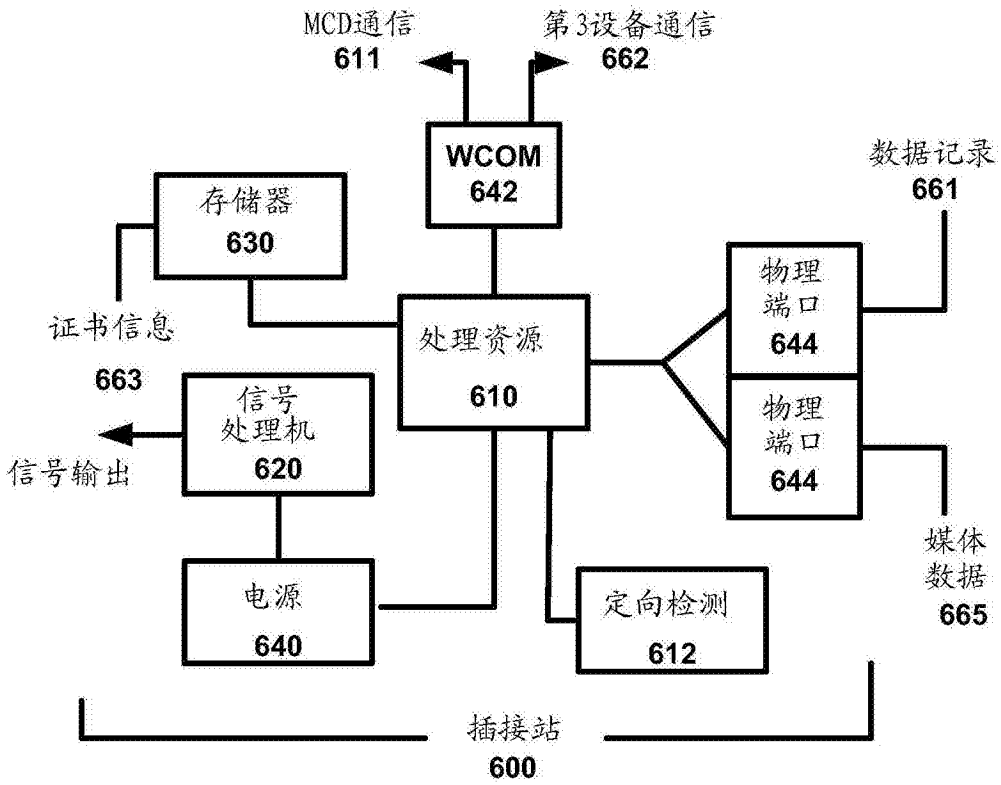 MCD通信
611
第3设备通信
662
WCOM
642
数据记录
661
存储器
630
物理
端口
644
证书信息
663
处理资源
610
信号
处理机
620
信号输出
物理
端口
644
媒体
数据
665
电源
640
定向检测
612
插接站
600